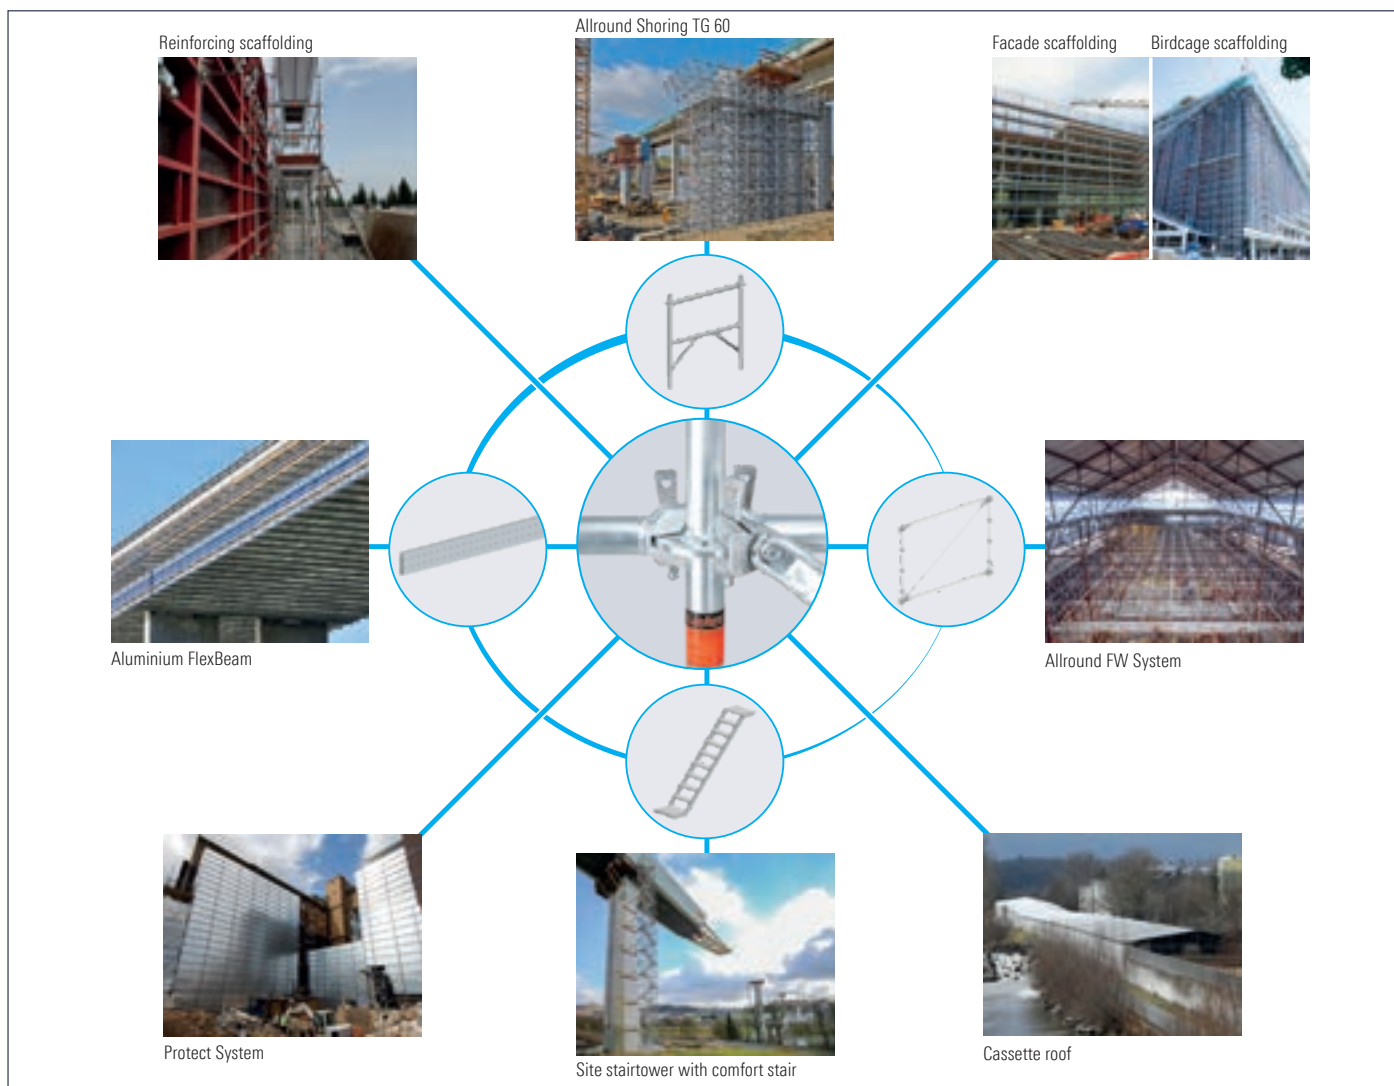 Allround Shoring TG 60
Reinforcing scaffolding
Facade scaffolding
Birdcage scaffolding
Aluminium FlexBeam
Allround FW System
Protect System
Cassette roof
Site stairtower with comfort stair